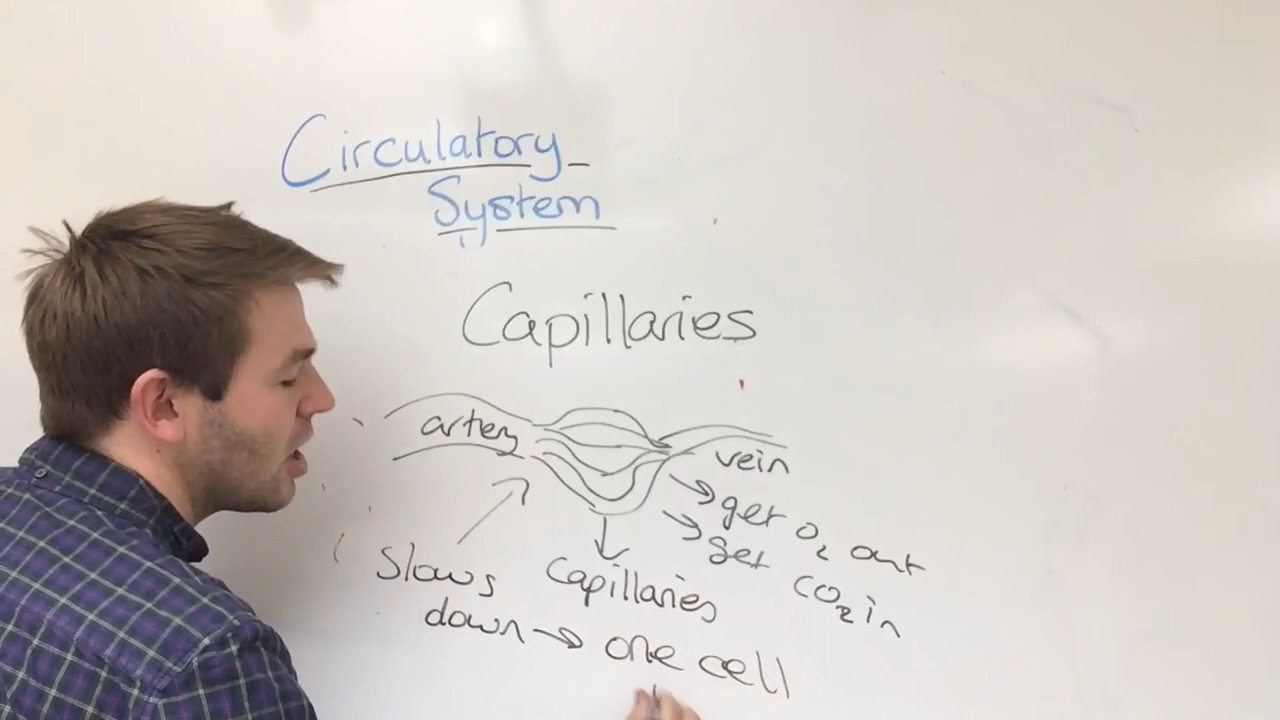 Circulatory
System
Capillaries
artery
vein
→ get O₂ out
→ get CO₂ in
Slows
down → one cell
Capillaries